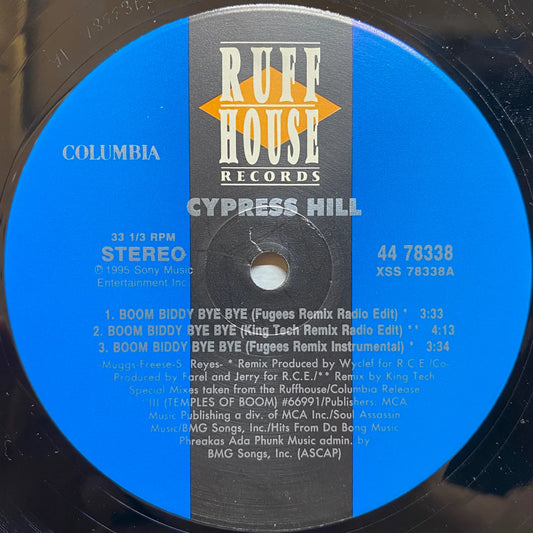 RUFF
HOUSE
RECORDS
COLUMBIA
CYPRESS HILL
33 1/3 RPM
STEREO
℗ 1995 Sony Music
Entertainment Inc.
44 78338
XSS 78338A
1. BOOM BIDDY BYE BYE (Fugees Remix Radio Edit) * 3:33
2. BOOM BIDDY BYE BYE (King Tech Remix Radio Edit) ** 4:13
3. BOOM BIDDY BYE BYE (Fugees Remix Instrumental) * 3:34
-Muggs-Freese-S. Reyes- * Remix Produced by Wyclef for R.C.E./Co-
Produced by Farel and Jerry for R.C.E./** Remix by King Tech
Special Mixes taken from the Ruffhouse/Columbia Release
III (TEMPLES OF BOOM) #66991/Publishers: MCA
Music Publishing a div. of MCA Inc./Soul Assassin
Music/BMG Songs, Inc./Hits From Da Bong Music
Phreakas Ada Phunk Music admin. by
BMG Songs, Inc. (ASCAP)